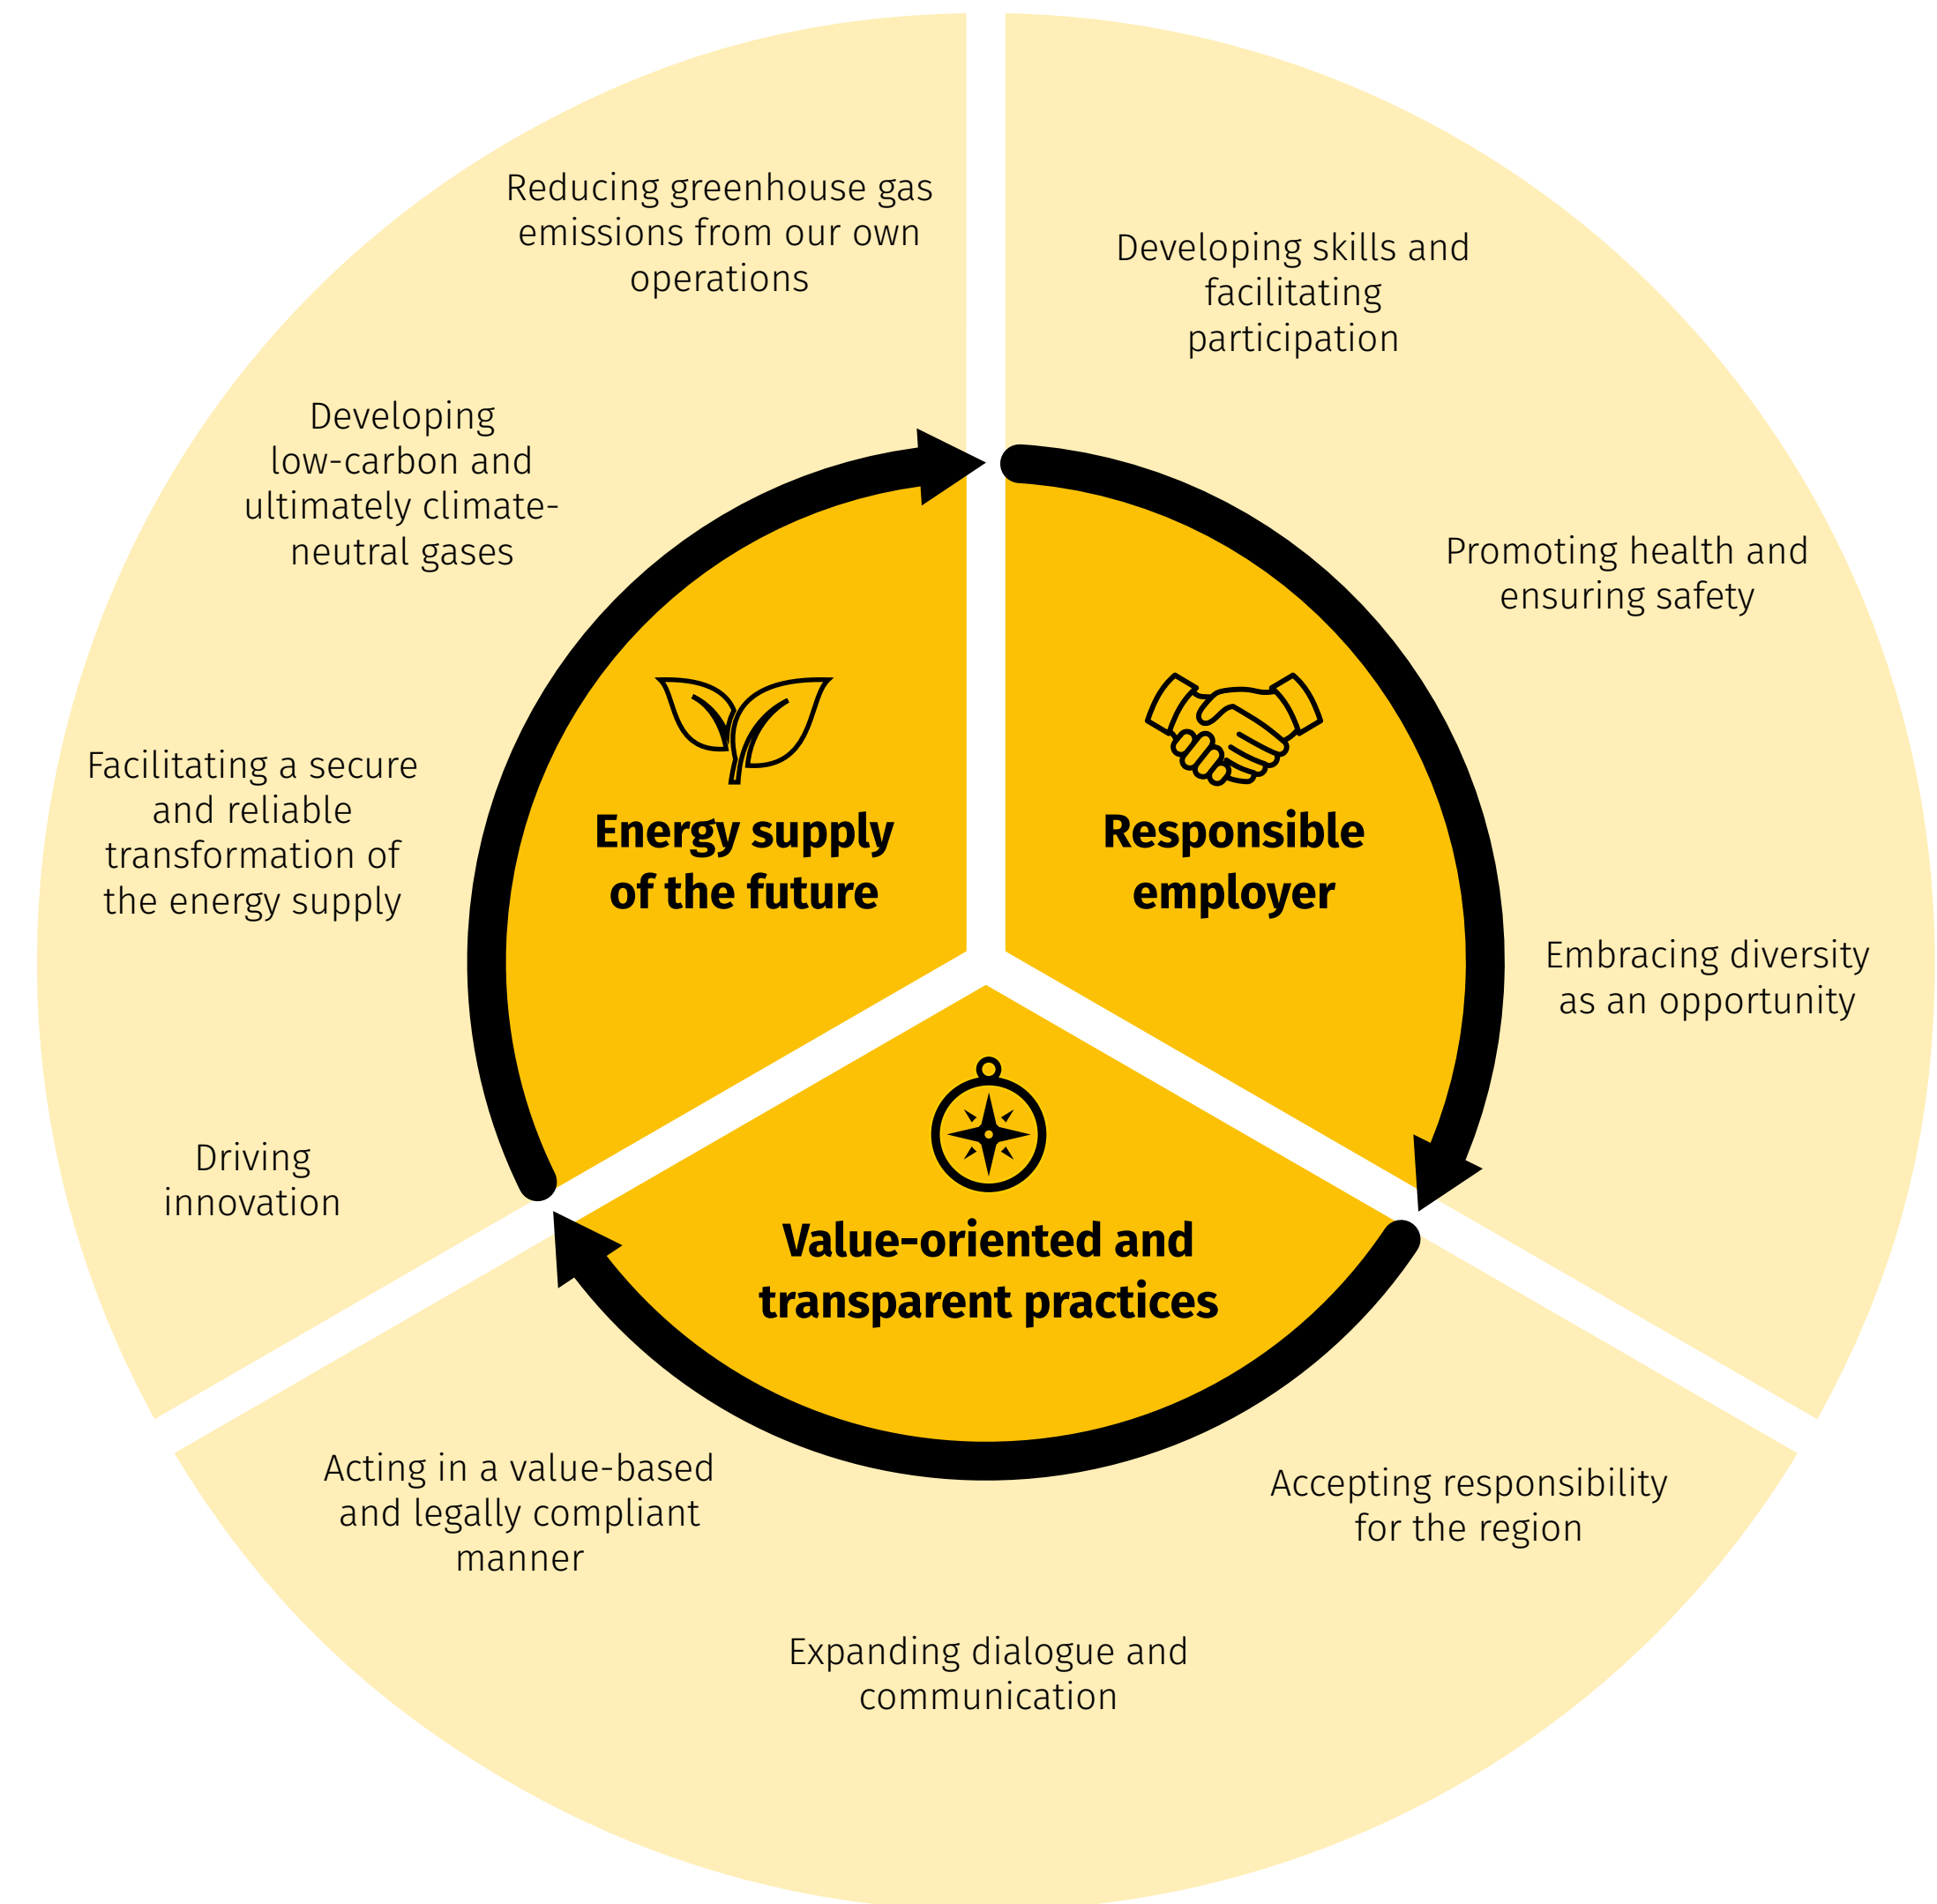 Reducing greenhouse gas
emissions from our own
operations
Developing
low-carbon and
ultimately climate-
neutral gases
Facilitating a secure
and reliable
transformation of
the energy supply
Driving
innovation
Energy supply
of the future
Developing skills and
facilitating
participation
Promoting health and
ensuring safety
Embracing diversity
as an opportunity
Responsible
employer
Value-oriented and
transparent practices
Acting in a value-based
and legally compliant
manner
Expanding dialogue and
communication
Accepting responsibility
for the region